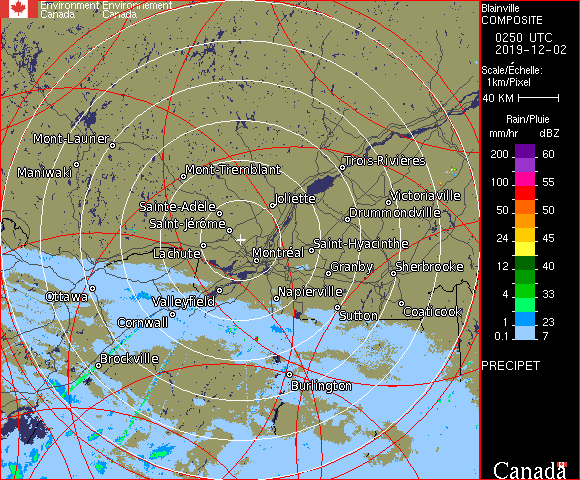 Environment Environnement
Canada Canada
Blainville
COMPOSITE
0250 UTC
2019-12-02
Scale/Échelle:
1km/Pixel
40 KM
Rain/Pluie
mm/hr dBZ
200 60
100 55
50 50
24 45
12 40
4 33
1 23
0.1 7
PRECIPET
Canada
Mont-Laurier
Maniwaki
Mont-Tremblant
Trois-Rivières
Joliette
Victoriaville
Sainte-Adele
Drummondville
Saint-Jérôme
Lachute
Montréal
Saint-Hyacinthe
Granby
Sherbrooke
Ottawa
Valleyfield
Napierville
Cornwall
Sutton
Coaticook
Brockville
Burlington